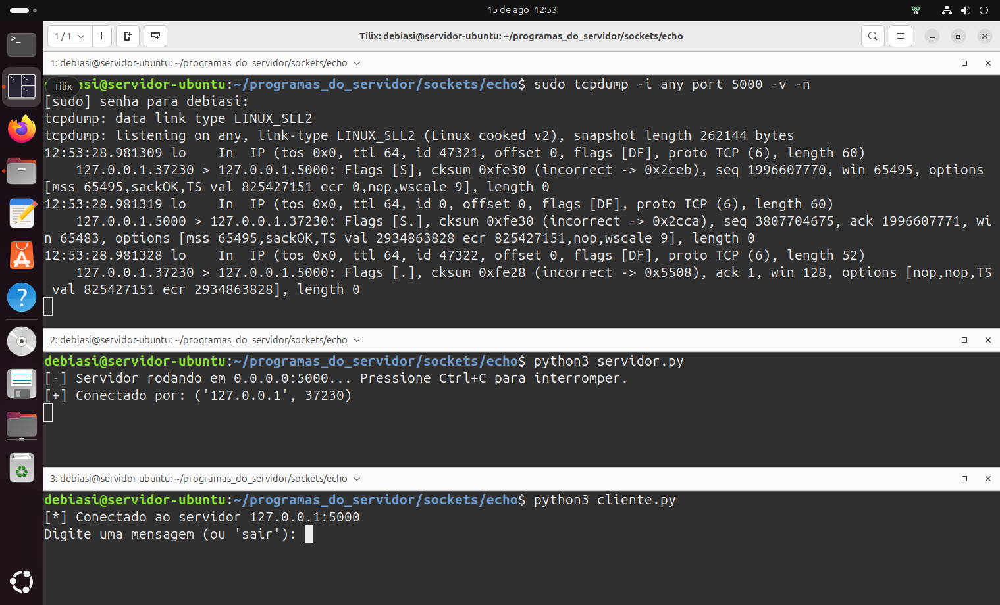 15 de ago 12:53
1 / 1
Tilix: debiasi@servidor-ubuntu: ~/programas_do_servidor/sockets/echo
1: debiasi@servidor-ubuntu: ~/programas_do_servidor/sockets/echo
Tilix
asi@servidor-ubuntu:~/programas_do_servidor/sockets/echo$ sudo tcpdump -i any port 5000 -v -n
[sudo] senha para debiasi:
tcpdump: data link type LINUX_SLL2
tcpdump: listening on any, link-type LINUX_SLL2 (Linux cooked v2), snapshot length 262144 bytes
12:53:28.981309 lo    In  IP (tos 0x0, ttl 64, id 47321, offset 0, flags [DF], proto TCP (6), length 60)
    127.0.0.1.37230 > 127.0.0.1.5000: Flags [S], cksum 0xfe30 (incorrect -> 0x2ceb), seq 1996607770, win 65495, options
[mss 65495,sackOK,TS val 825427151 ecr 0,nop,wscale 9], length 0
12:53:28.981319 lo    In  IP (tos 0x0, ttl 64, id 0, offset 0, flags [DF], proto TCP (6), length 60)
    127.0.0.1.5000 > 127.0.0.1.37230: Flags [S.], cksum 0xfe30 (incorrect -> 0x2cca), seq 3807704675, ack 1996607771, wi
n 65483, options [mss 65495,sackOK,TS val 2934863828 ecr 825427151,nop,wscale 9], length 0
12:53:28.981328 lo    In  IP (tos 0x0, ttl 64, id 47322, offset 0, flags [DF], proto TCP (6), length 52)
    127.0.0.1.37230 > 127.0.0.1.5000: Flags [.], cksum 0xfe28 (incorrect -> 0x5508), ack 1, win 128, options [nop,nop,TS
 val 825427151 ecr 2934863828], length 0
2: debiasi@servidor-ubuntu: ~/programas_do_servidor/sockets/echo
debiasi@servidor-ubuntu:~/programas_do_servidor/sockets/echo$ python3 servidor.py
[-] Servidor rodando em 0.0.0.0:5000... Pressione Ctrl+C para interromper.
[+] Conectado por: ('127.0.0.1', 37230)
3: debiasi@servidor-ubuntu: ~/programas_do_servidor/sockets/echo
debiasi@servidor-ubuntu:~/programas_do_servidor/sockets/echo$ python3 cliente.py
[*] Conectado ao servidor 127.0.0.1:5000
Digite uma mensagem (ou 'sair'):